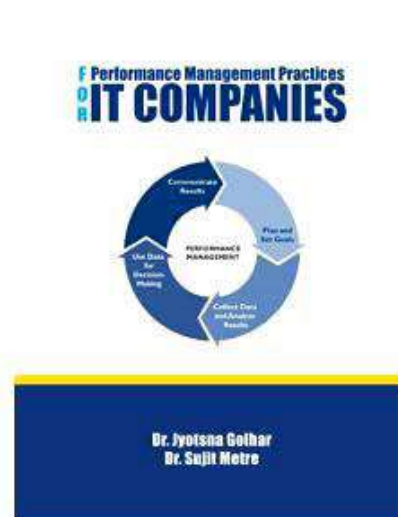 Performance Management Practices
FOR
IT COMPANIES
Communicate
Results
Plan and
Set Goals
PERFORMANCE
MANAGEMENT
Use Data
for
Decision-
Making
Collect Data
and Analyze
Results
Dr. Jyotsna Golhar
Dr. Sujit Metre